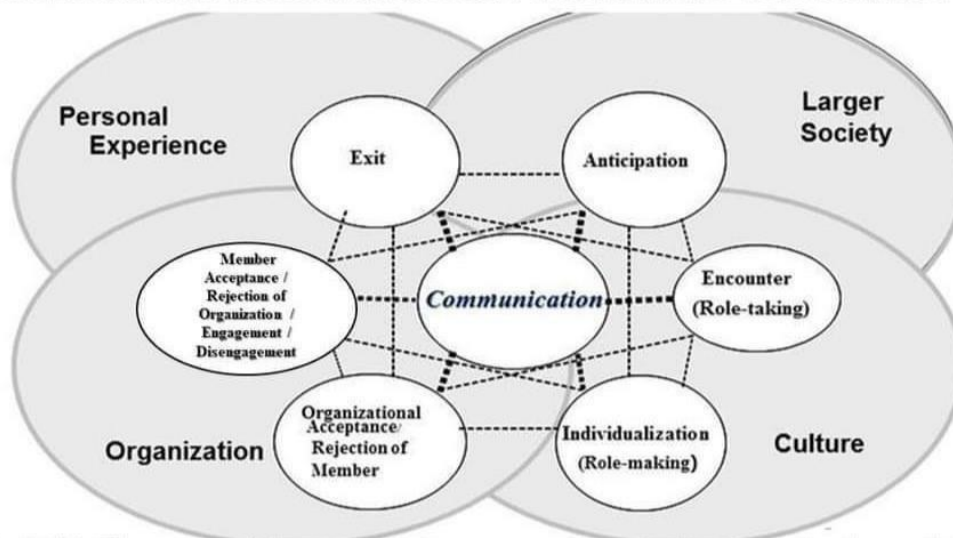 Personal
Experience
Larger
Society
Exit
Anticipation
Member
Acceptance /
Rejection of
Organization /
Engagement /
Disengagement
Communication
Encounter
(Role-taking)
Organizational
Acceptance/
Rejection of
Member
Individualization
(Role-making)
Organization
Culture